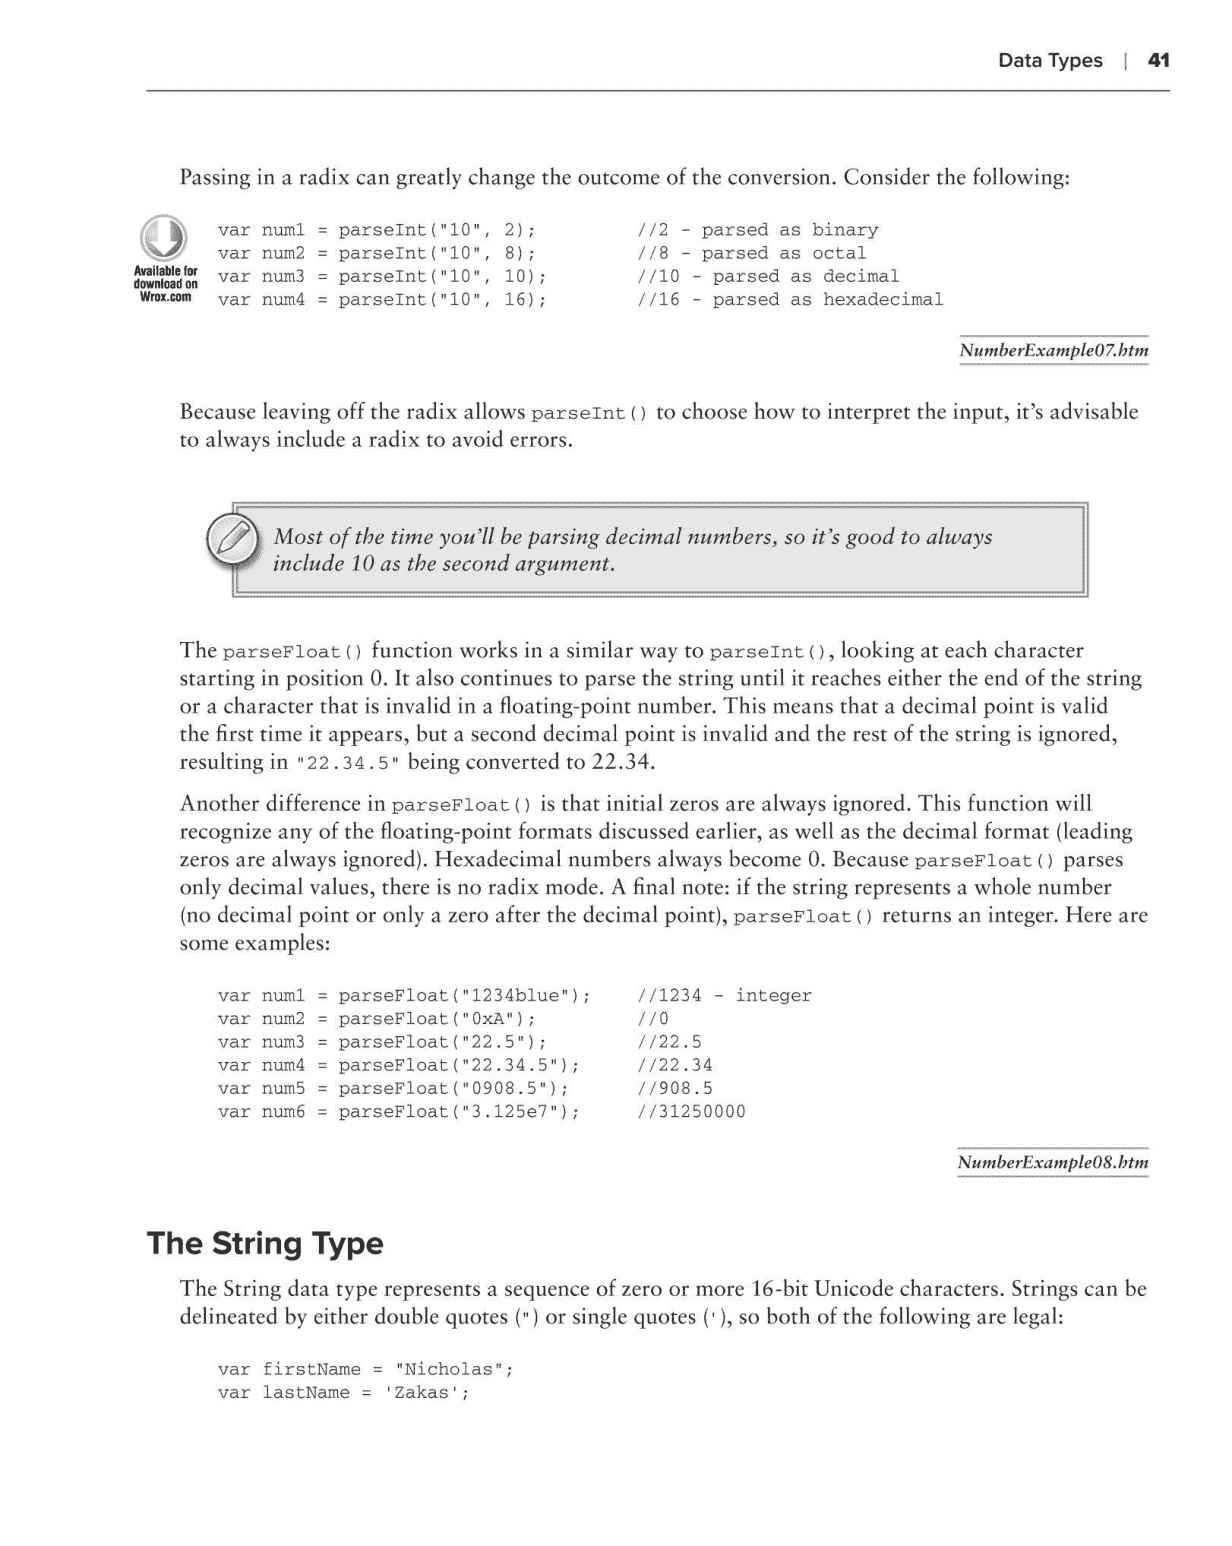 Data Types | 41
Passing in a radix can greatly change the outcome of the conversion. Consider the following:
var num1 = parseInt("10", 2); //2 - parsed as binary
var num2 = parseInt("10", 8); //8 - parsed as octal
var num3 = parseInt("10", 10); //10 - parsed as decimal
var num4 = parseInt("10", 16); //16 - parsed as hexadecimal
Available for
download on
Wrox.com
NumberExample07.htm
Because leaving off the radix allows parseInt() to choose how to interpret the input, it's advisable
to always include a radix to avoid errors.
Most of the time you'll be parsing decimal numbers, so it's good to always
include 10 as the second argument.
The parseFloat() function works in a similar way to parseInt(), looking at each character
starting in position 0. It also continues to parse the string until it reaches either the end of the string
or a character that is invalid in a floating-point number. This means that a decimal point is valid
the first time it appears, but a second decimal point is invalid and the rest of the string is ignored,
resulting in "22.34.5" being converted to 22.34.
Another difference in parseFloat() is that initial zeros are always ignored. This function will
recognize any of the floating-point formats discussed earlier, as well as the decimal format (leading
zeros are always ignored). Hexadecimal numbers always become 0. Because parseFloat() parses
only decimal values, there is no radix mode. A final note: if the string represents a whole number
(no decimal point or only a zero after the decimal point), parseFloat() returns an integer. Here are
some examples:
var num1 = parseFloat("1234blue"); //1234 - integer
var num2 = parseFloat("0xA"); //0
var num3 = parseFloat("22.5"); //22.5
var num4 = parseFloat("22.34.5"); //22.34
var num5 = parseFloat("0908.5"); //908.5
var num6 = parseFloat("3.125e7"); //31250000
NumberExample08.htm
The String Type
The String data type represents a sequence of zero or more 16-bit Unicode characters. Strings can be
delineated by either double quotes (") or single quotes ('), so both of the following are legal:
var firstName = "Nicholas";
var lastName = 'Zakas';